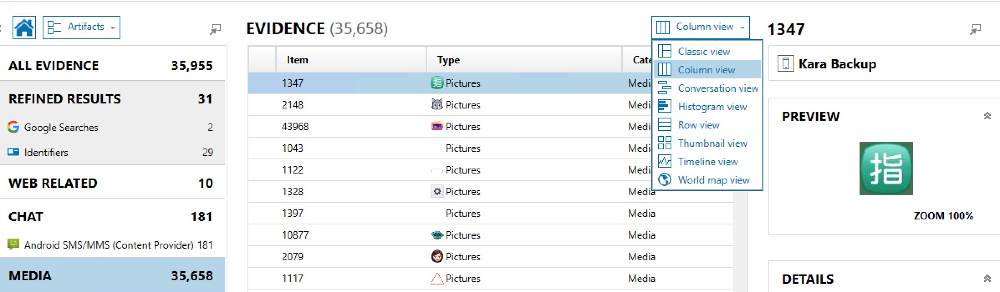 Artifacts
ALL EVIDENCE 35,955
REFINED RESULTS 31
Google Searches 2
Identifiers 29
WEB RELATED 10
CHAT 181
Android SMS/MMS (Content Provider) 181
MEDIA 35,658
EVIDENCE (35,658)
Column view
Item Type Cate
1347 指 Pictures Medi
2148 Pictures Medi
43968 Pictures Medi
1043 Pictures Medi
1122 Pictures Medi
1328 Pictures Media
1397 Pictures Media
10877 Pictures Media
2079 Pictures Media
1117 Pictures Media
Classic view
Column view
Conversation view
Histogram view
Row view
Thumbnail view
Timeline view
World map view
1347
Kara Backup
PREVIEW
指
ZOOM 100%
DETAILS